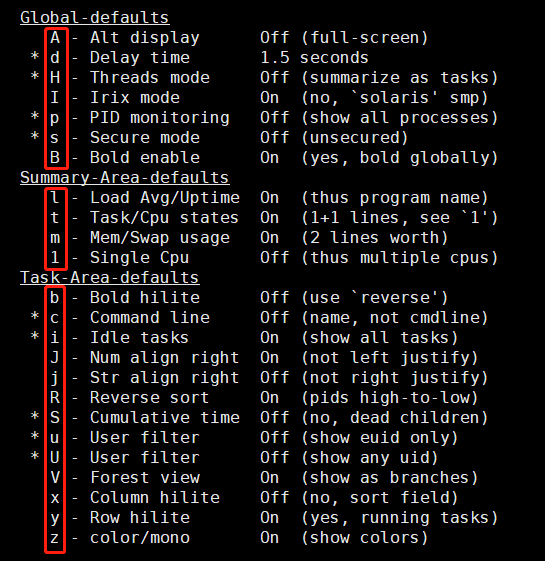 Global-defaults
A - Alt display Off (full-screen)
* d - Delay time 1.5 seconds
* H - Threads mode Off (summarize as tasks)
I - Irix mode On (no, `solaris' smp)
* p - PID monitoring Off (show all processes)
* s - Secure mode Off (unsecured)
B - Bold enable On (yes, bold globally)
Summary-Area-defaults
l - Load Avg/Uptime On (thus program name)
t - Task/Cpu states On (1+1 lines, see `1')
m - Mem/Swap usage On (2 lines worth)
1 - Single Cpu Off (thus multiple cpus)
Task-Area-defaults
b - Bold hilite Off (use `reverse')
* c - Command line Off (name, not cmdline)
* i - Idle tasks On (show all tasks)
J - Num align right On (not left justify)
j - Str align right Off (not right justify)
R - Reverse sort On (pids high-to-low)
* S - Cumulative time Off (no, dead children)
* u - User filter Off (show euid only)
* U - User filter Off (show any uid)
V - Forest view On (show as branches)
x - Column hilite Off (no, sort field)
y - Row hilite On (yes, running tasks)
z - color/mono On (show colors)